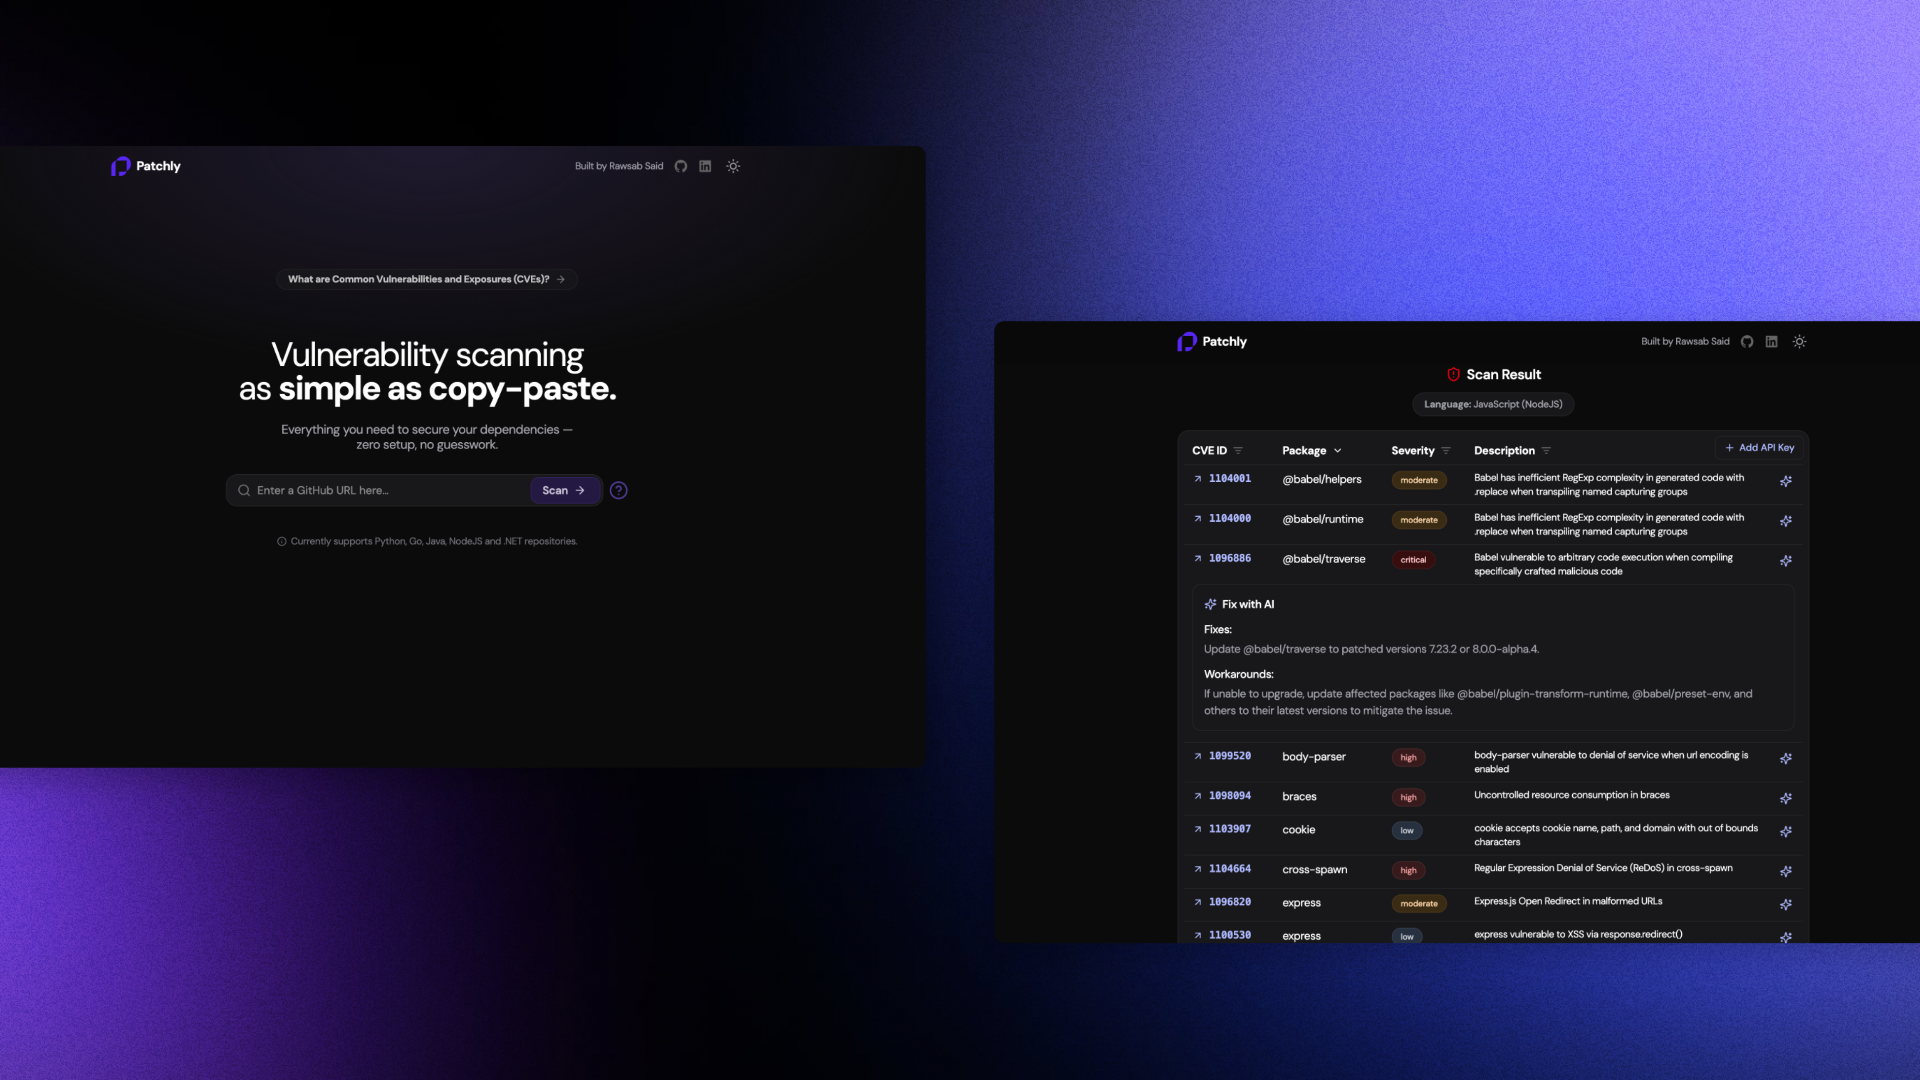 Patchly
Built by Rawsab Said
What are Common Vulnerabilities and Exposures (CVEs)?
Vulnerability scanning
as simple as copy-paste.
Everything you need to secure your dependencies —
zero setup, no guesswork.
Enter a GitHub URL here...
Scan
Currently supports Python, Go, Java, NodeJS and .NET repositories.
Patchly
Built by Rawsab Said
Scan Result
Language: JavaScript (NodeJS)
CVE ID Package Severity Description + Add API Key
1104001 @babel/helpers moderate Babel has inefficient RegExp complexity in generated code with
.replace when transpiling named capturing groups
1104000 @babel/runtime moderate Babel has inefficient RegExp complexity in generated code with
.replace when transpiling named capturing groups
1096886 @babel/traverse critical Babel vulnerable to arbitrary code execution when compiling
specifically crafted malicious code
Fix with AI
Fixes:
Update @babel/traverse to patched versions 7.23.2 or 8.0.0-alpha.4.
Workarounds:
If unable to upgrade, update affected packages like @babel/plugin-transform-runtime, @babel/preset-env, and
others to their latest versions to mitigate the issue.
1099520 body-parser high body-parser vulnerable to denial of service when url encoding is
enabled
1098094 braces high Uncontrolled resource consumption in braces
1103907 cookie low cookie accepts cookie name, path, and domain with out of bounds
characters
1104664 cross-spawn high Regular Expression Denial of Service (ReDoS) in cross-spawn
1096820 express moderate Express.js Open Redirect in malformed URLs
1100530 express low express vulnerable to XSS via response.redirect()